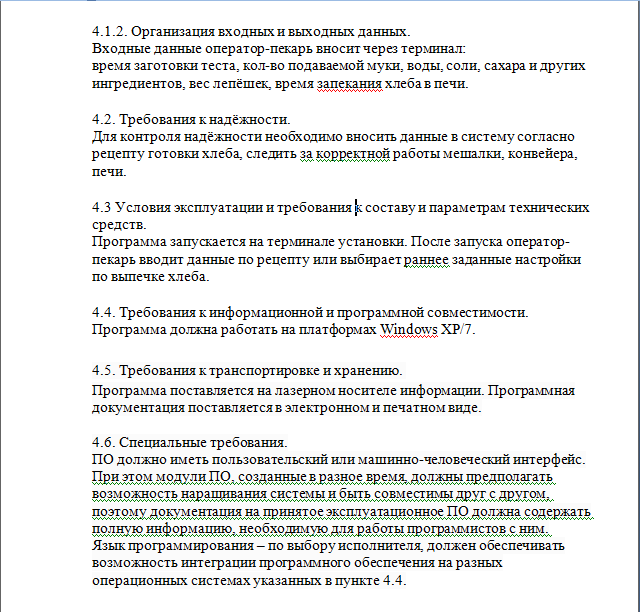 4.1.2. Организация входных и выходных данных.
Входные данные оператор-пекарь вносит через терминал:
время заготовки теста, кол-во подаваемой муки, воды, соли, сахара и других
ингредиентов, вес лепёшек, время запекания хлеба в печи.
4.2. Требования к надёжности.
Для контроля надёжности необходимо вносить данные в систему согласно
рецепту готовки хлеба, следить за корректной работы мешалки, конвейера,
печи.
4.3 Условия эксплуатации и требования к составу и параметрам технических
средств.
Программа запускается на терминале установки. После запуска оператор-
пекарь вводит данные по рецепту или выбирает раннее заданные настройки
по выпечке хлеба.
4.4. Требования к информационной и программной совместимости.
Программа должна работать на платформах Windows XP/7.
4.5. Требования к транспортировке и хранению.
Программа поставляется на лазерном носителе информации. Программная
документация поставляется в электронном и печатном виде.
4.6. Специальные требования.
ПО должно иметь пользовательский или машинно-человеческий интерфейс.
При этом модули ПО, созданные в разное время, должны предполагать
возможность наращивания системы и быть совместимы друг с другом,
поэтому документация на принятое эксплуатационное ПО должна содержать
полную информацию, необходимую для работы программистов с ним.
Язык программирования – по выбору исполнителя, должен обеспечивать
возможность интеграции программного обеспечения на разных
операционных системах указанных в пункте 4.4.